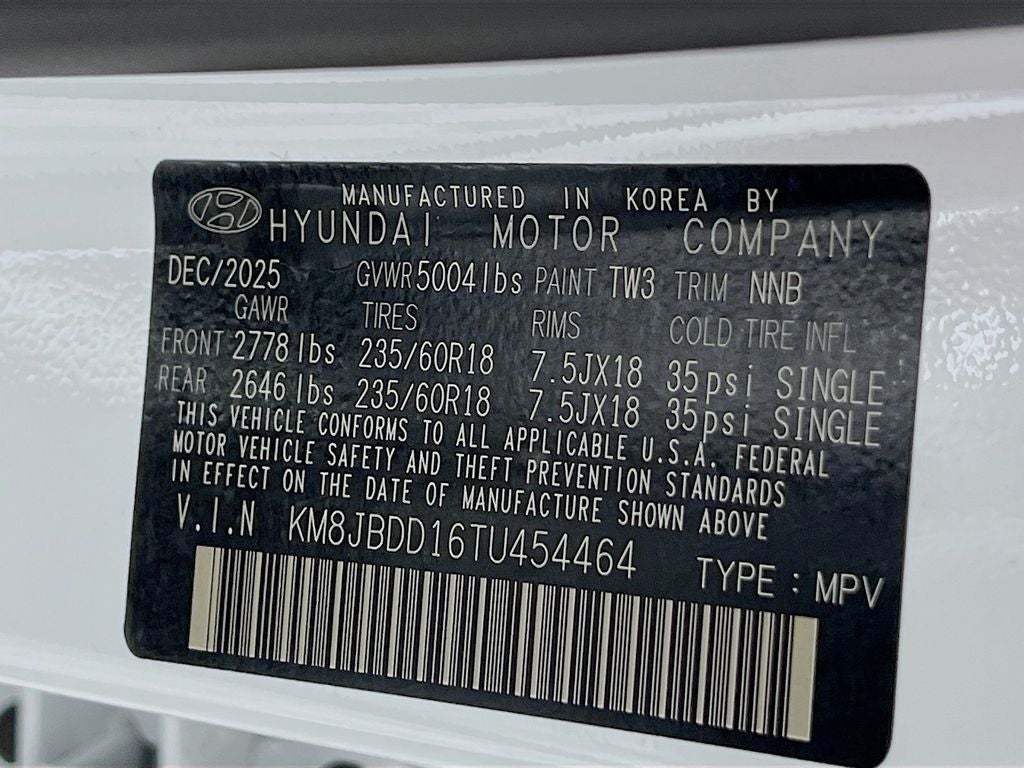 MANUFACTURED IN KOREA BY
HYUNDAI MOTOR COMPANY
DEC/2025 GVWR 5004 lbs PAINT TW3 TRIM NNB
GAWR TIRES RIMS COLD TIRE INFL
FRONT 2778 lbs 235/60R18 7.5JX18 35psi SINGLE
REAR 2646 lbs 235/60R18 7.5JX18 35psi SINGLE
THIS VEHICLE CONFORMS TO ALL APPLICABLE U.S.A. FEDERAL
MOTOR VEHICLE SAFETY AND THEFT PREVENTION STANDARDS
IN EFFECT ON THE DATE OF MANUFACTURE SHOWN ABOVE
V.I.N KM8JBDD16TU454464 TYPE : MPV